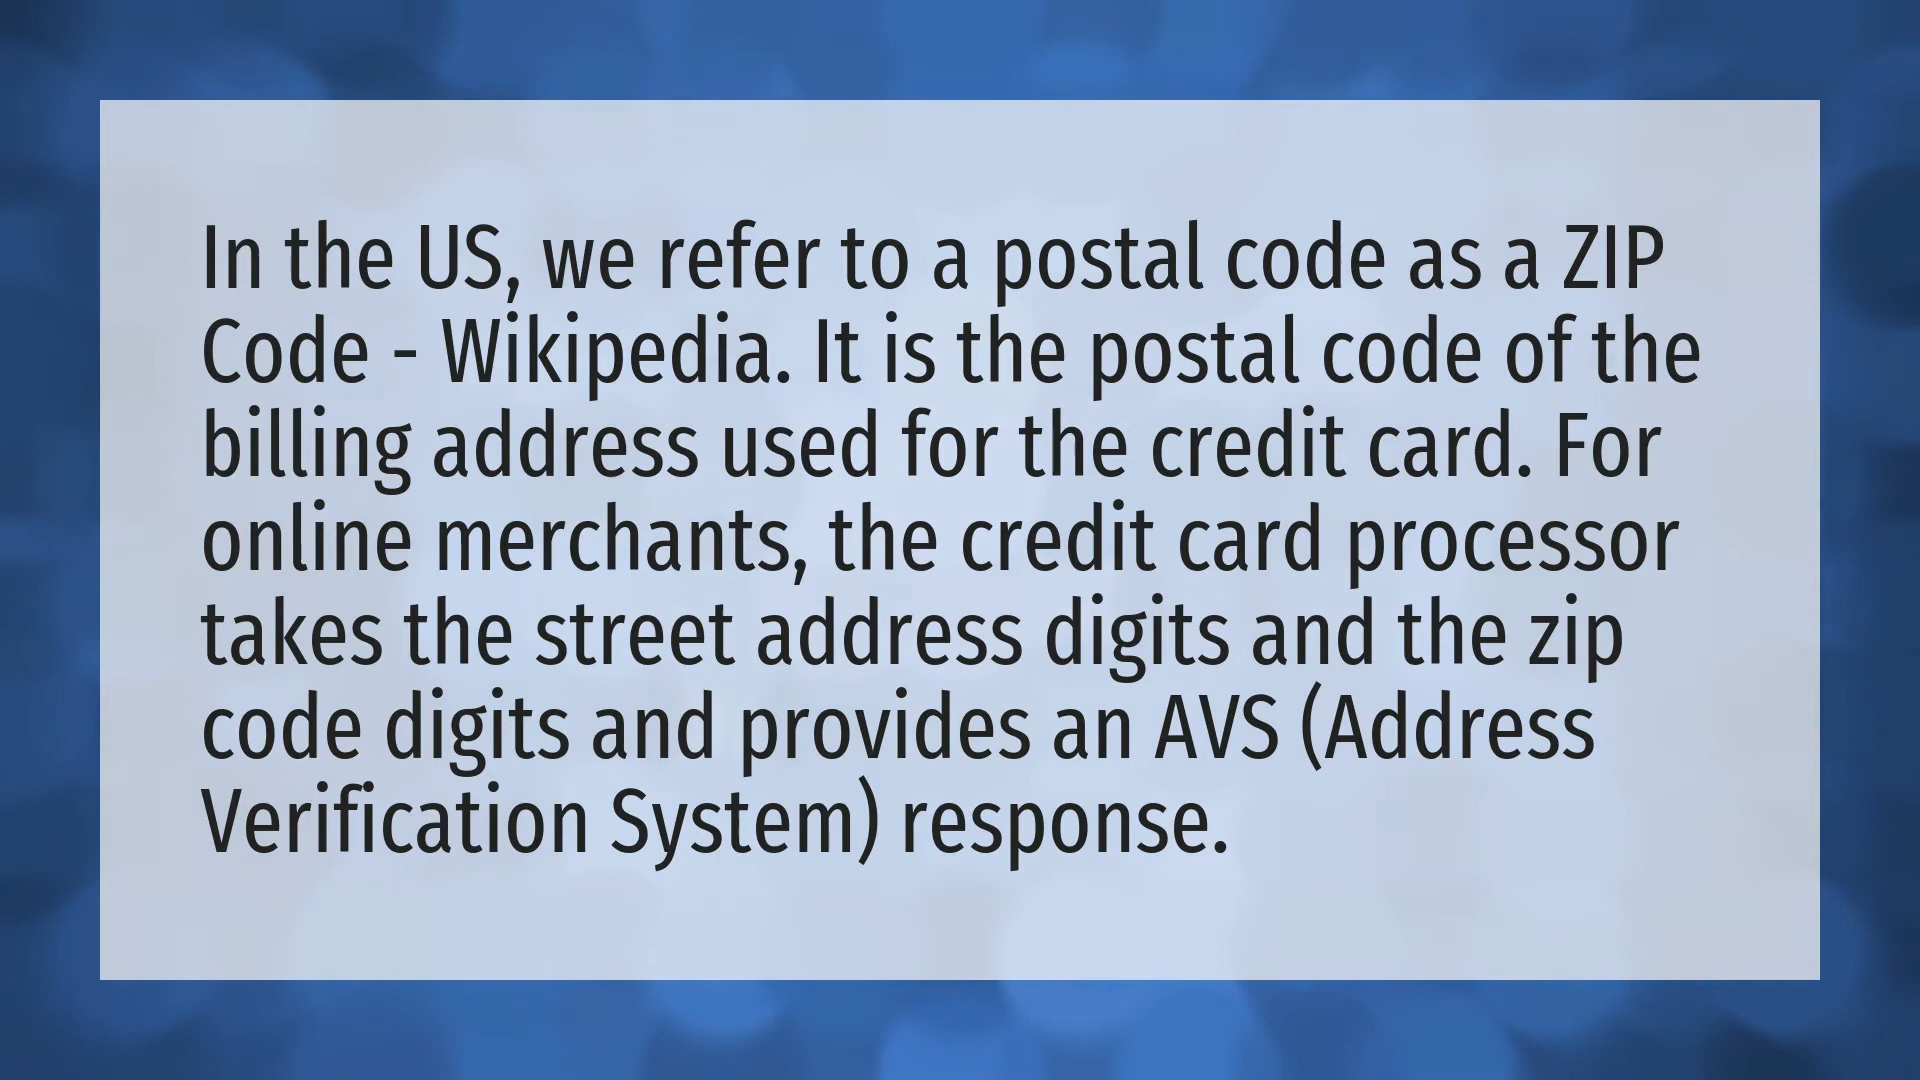 In the US, we refer to a postal code as a ZIP
Code - Wikipedia. It is the postal code of the
billing address used for the credit card. For
online merchants, the credit card processor
takes the street address digits and the zip
code digits and provides an AVS (Address
Verification System) response.